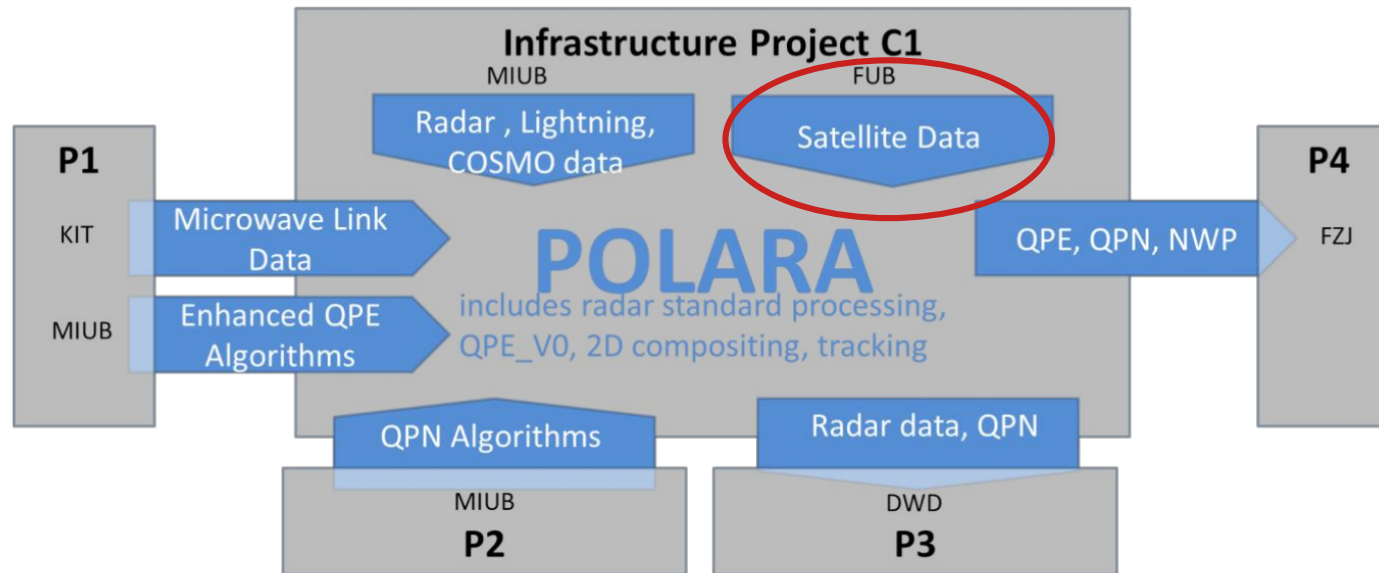 Infrastructure Project C1
MIUB
FUB
Radar , Lightning,
COSMO data
Satellite Data
P1
KIT
MIUB
Microwave Link
Data
Enhanced QPE
Algorithms
POLARA
includes radar standard processing,
QPE_V0, 2D compositing, tracking
QPE, QPN, NWP
P4
FZJ
QPN Algorithms
MIUB
P2
Radar data, QPN
DWD
P3